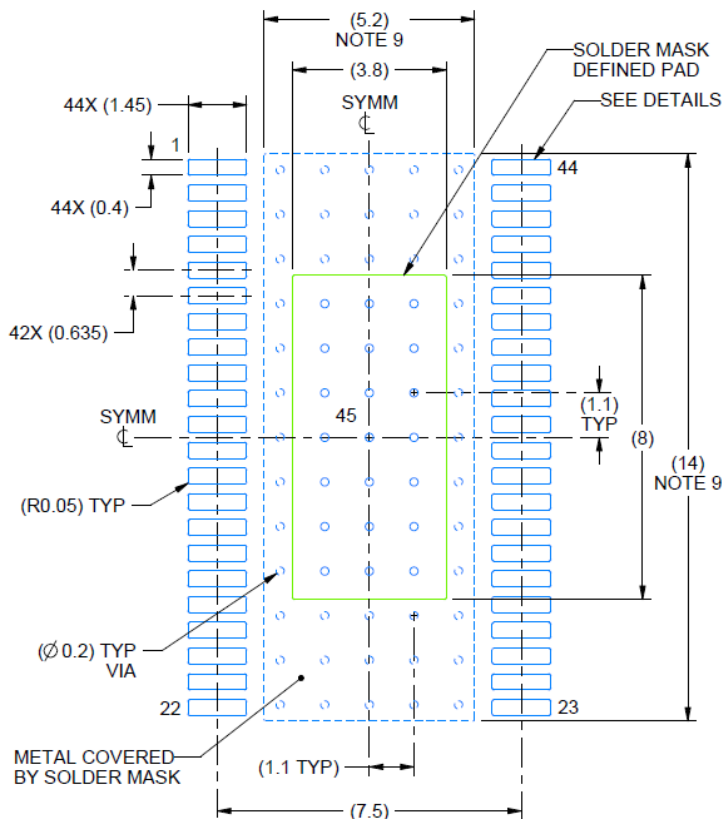 (5.2)
NOTE 9
(3.8)
SOLDER MASK
DEFINED PAD
44X (1.45)
SYMM
℄
SEE DETAILS
1
44
44X (0.4)
42X (0.635)
45
(1.1)
TYP
SYMM
℄
(8)
(14)
NOTE 9
(R0.05) TYP
(Ø 0.2) TYP
VIA
22
23
METAL COVERED
BY SOLDER MASK
(1.1 TYP)
(7.5)